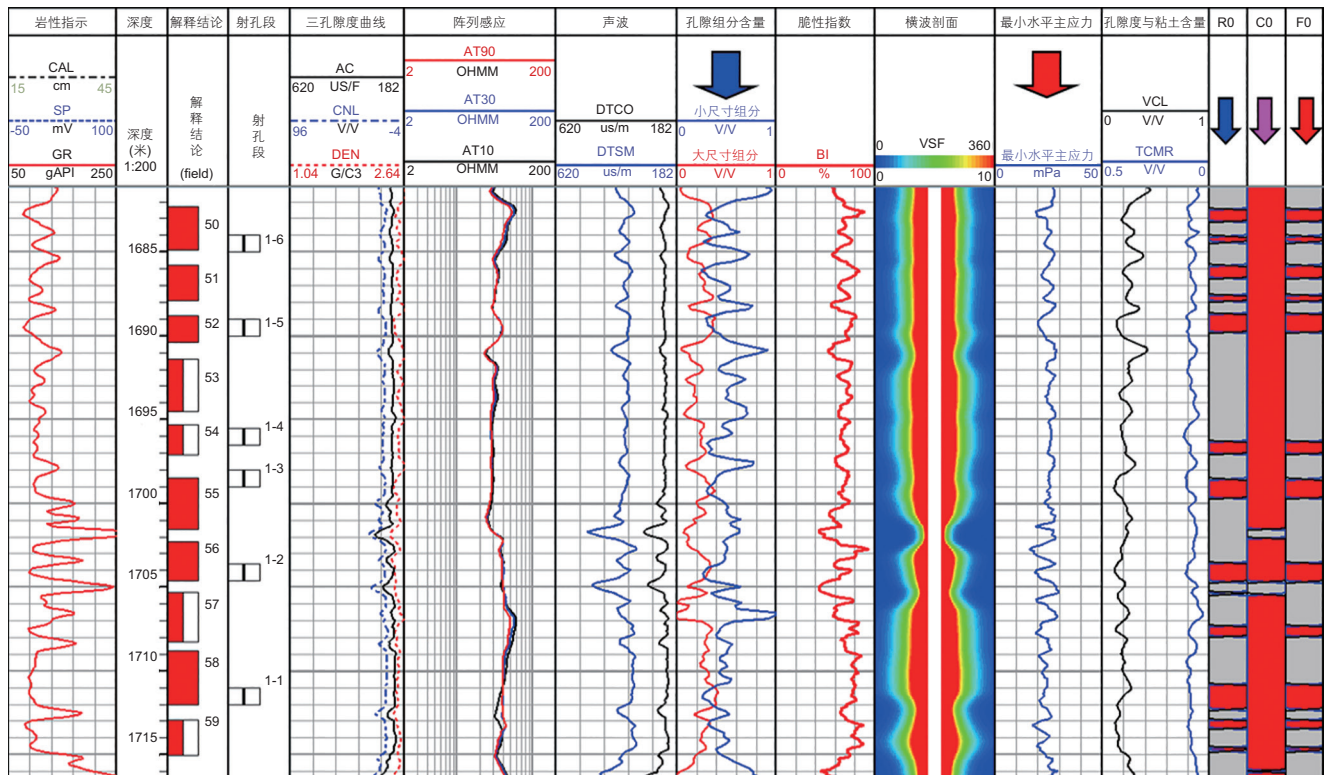 岩性指示 深度 解释结论 射孔段 三孔隙度曲线 阵列感应 声波 孔隙组分含量 脆性指数 横波剖面 最小水平主应力 孔隙度与粘土含量 R0 C0 F0
CAL
15 cm 45
SP
-50 mV 100
GR
50 gAPI 250
深度
(米)
1:200
解释结论
(field)
射孔段
AC
620 US/F 182
CNL
96 V/V -4
DEN
1.04 G/C3 2.64
AT90
2 OHMM 200
AT30
2 OHMM 200
AT10
2 OHMM 200
DTCO
620 us/m 182
DTSM
620 us/m 182
小尺寸组分
0 V/V 1
大尺寸组分
0 V/V 1
BI
0 % 100
0 VSF 360
0 10
最小水平主应力
0 mPa 50
VCL
0 V/V 1
TCMR
0.5 V/V 0
1685
1690
1695
1700
1705
1710
1715
50
51
52
53
54
55
56
57
58
59
1-6
1-5
1-4
1-3
1-2
1-1